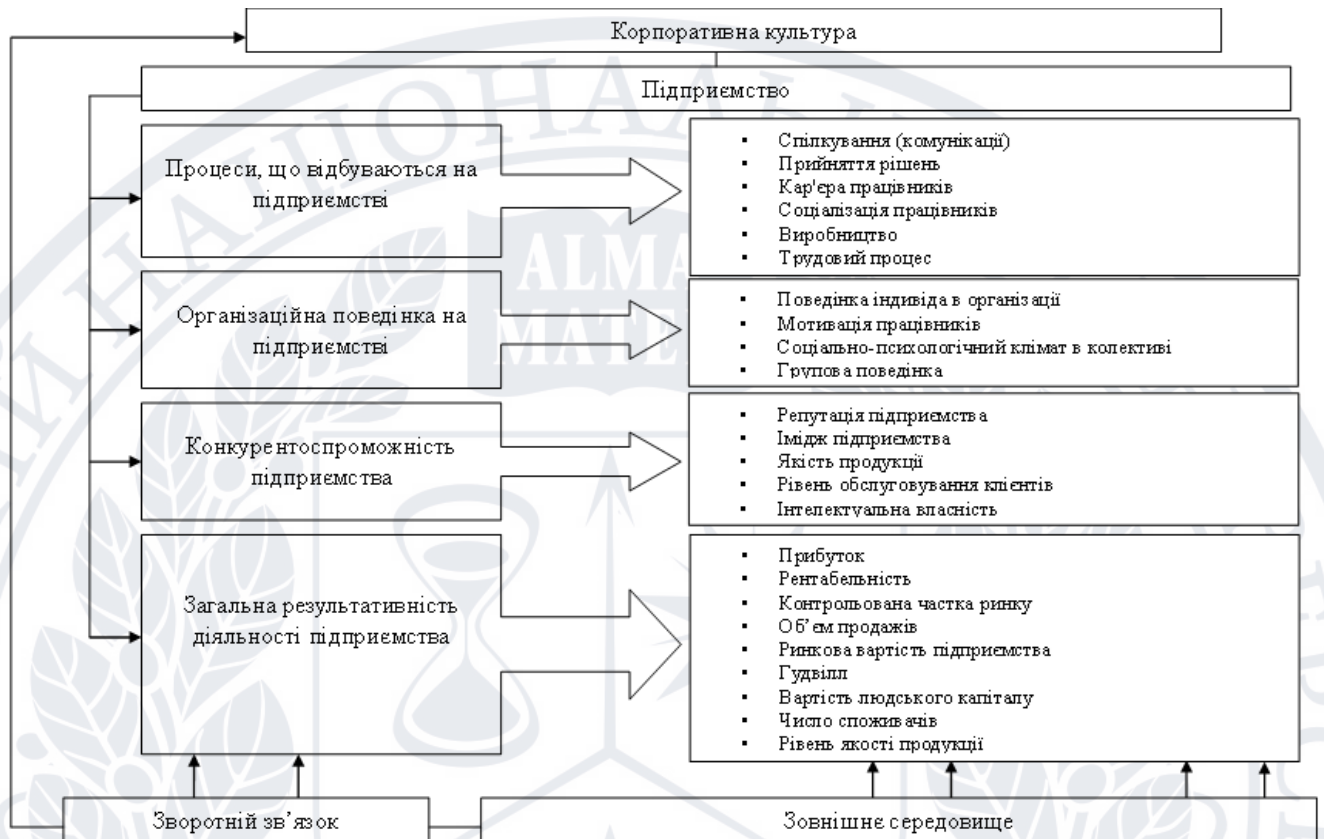 Корпоративна культура
Підприємство
Процеси, що відбуваються на
підприємстві
▪ Спілкування (комунікації)
▪ Прийняття рішень
▪ Кар'єра працівників
▪ Соціалізація працівників
▪ Виробництво
▪ Трудовий процес
Організаційна поведінка на
підприємстві
▪ Поведінка індивіда в організації
▪ Мотивація працівників
▪ Соціально-психологічний клімат в колективі
▪ Групова поведінка
Конкурентоспроможність
підприємства
▪ Репутація підприємства
▪ Імідж підприємства
▪ Якість продукції
▪ Рівень обслуговування клієнтів
▪ Інтелектуальна власність
Загальна результативність
діяльності підприємства
▪ Прибуток
▪ Рентабельність
▪ Контрольована частка ринку
▪ Об’єм продажів
▪ Ринкова вартість підприємства
▪ Гудвілл
▪ Вартість людського капіталу
▪ Число споживачів
▪ Рівень якості продукції
Зворотній зв’язок
Зовнішнє середовище
ALMA
MATER